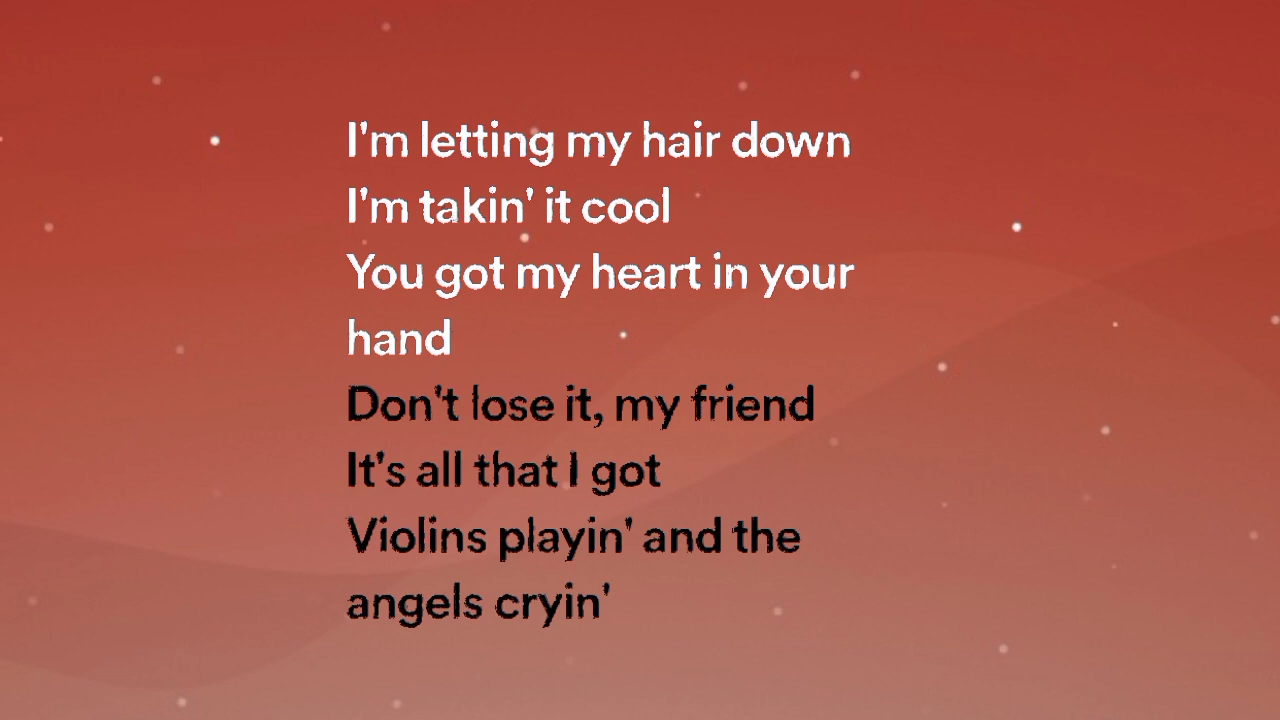 I'm letting my hair down
I'm takin' it cool
You got my heart in your
hand
Don't lose it, my friend
It's all that I got
Violins playin' and the
angels cryin'